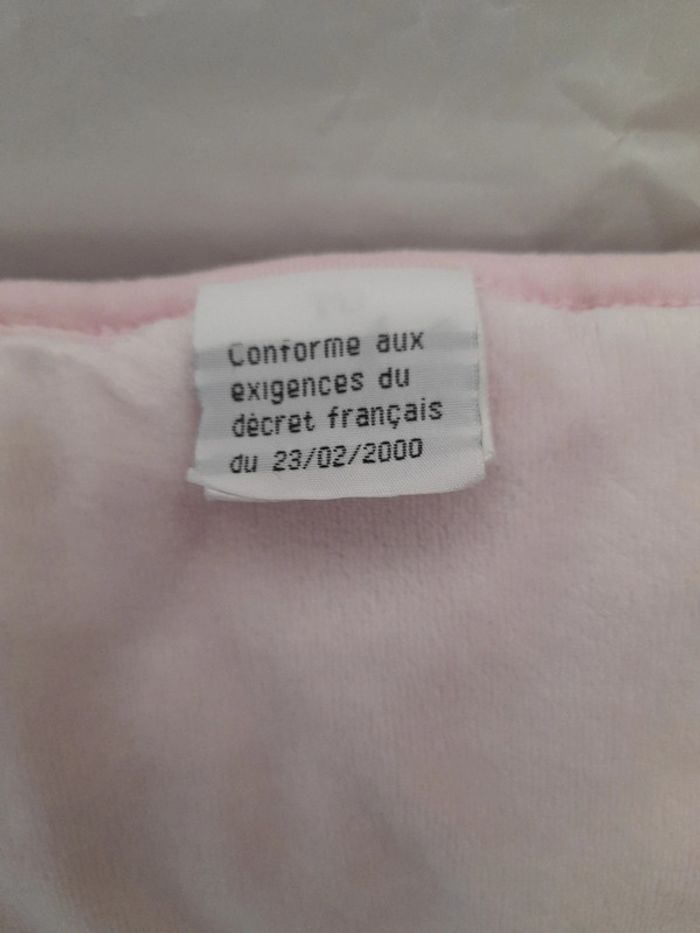 Conforme aux
exigences du
décret français
du 23/02/2000